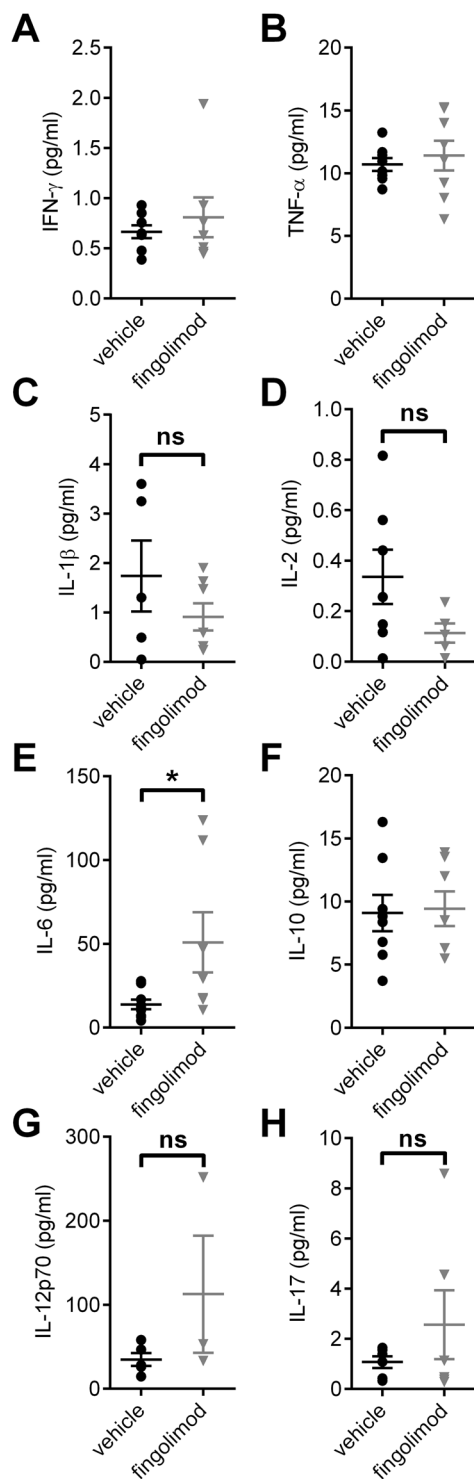 A
IFN-γ (pg/ml)
2.5
2.0
1.5
1.0
0.5
0.0
vehicle
fingolimod
B
TNF-α (pg/ml)
20
15
10
5
0
vehicle
fingolimod
C
IL-1β (pg/ml)
5
4
3
2
1
0
ns
vehicle
fingolimod
D
IL-2 (pg/ml)
1.0
0.8
0.6
0.4
0.2
0.0
ns
vehicle
fingolimod
E
IL-6 (pg/ml)
150
100
50
0
*
vehicle
fingolimod
F
IL-10 (pg/ml)
20
15
10
5
0
vehicle
fingolimod
G
IL-12p70 (pg/ml)
300
200
100
0
ns
vehicle
fingolimod
H
IL-17 (pg/ml)
10
8
6
4
2
0
ns
vehicle
fingolimod